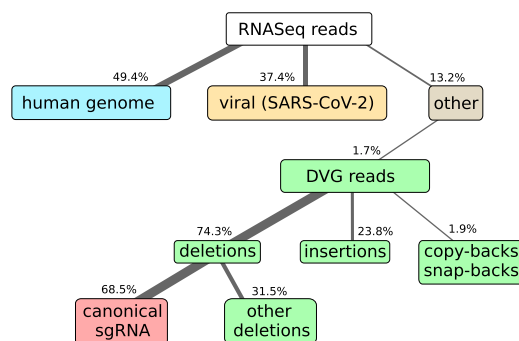 RNASeq reads
49.4%
37.4%
13.2%
human genome
viral (SARS-CoV-2)
other
1.7%
DVG reads
74.3%
23.8%
1.9%
deletions
insertions
copy-backs
snap-backs
68.5%
31.5%
canonical
sgRNA
other
deletions